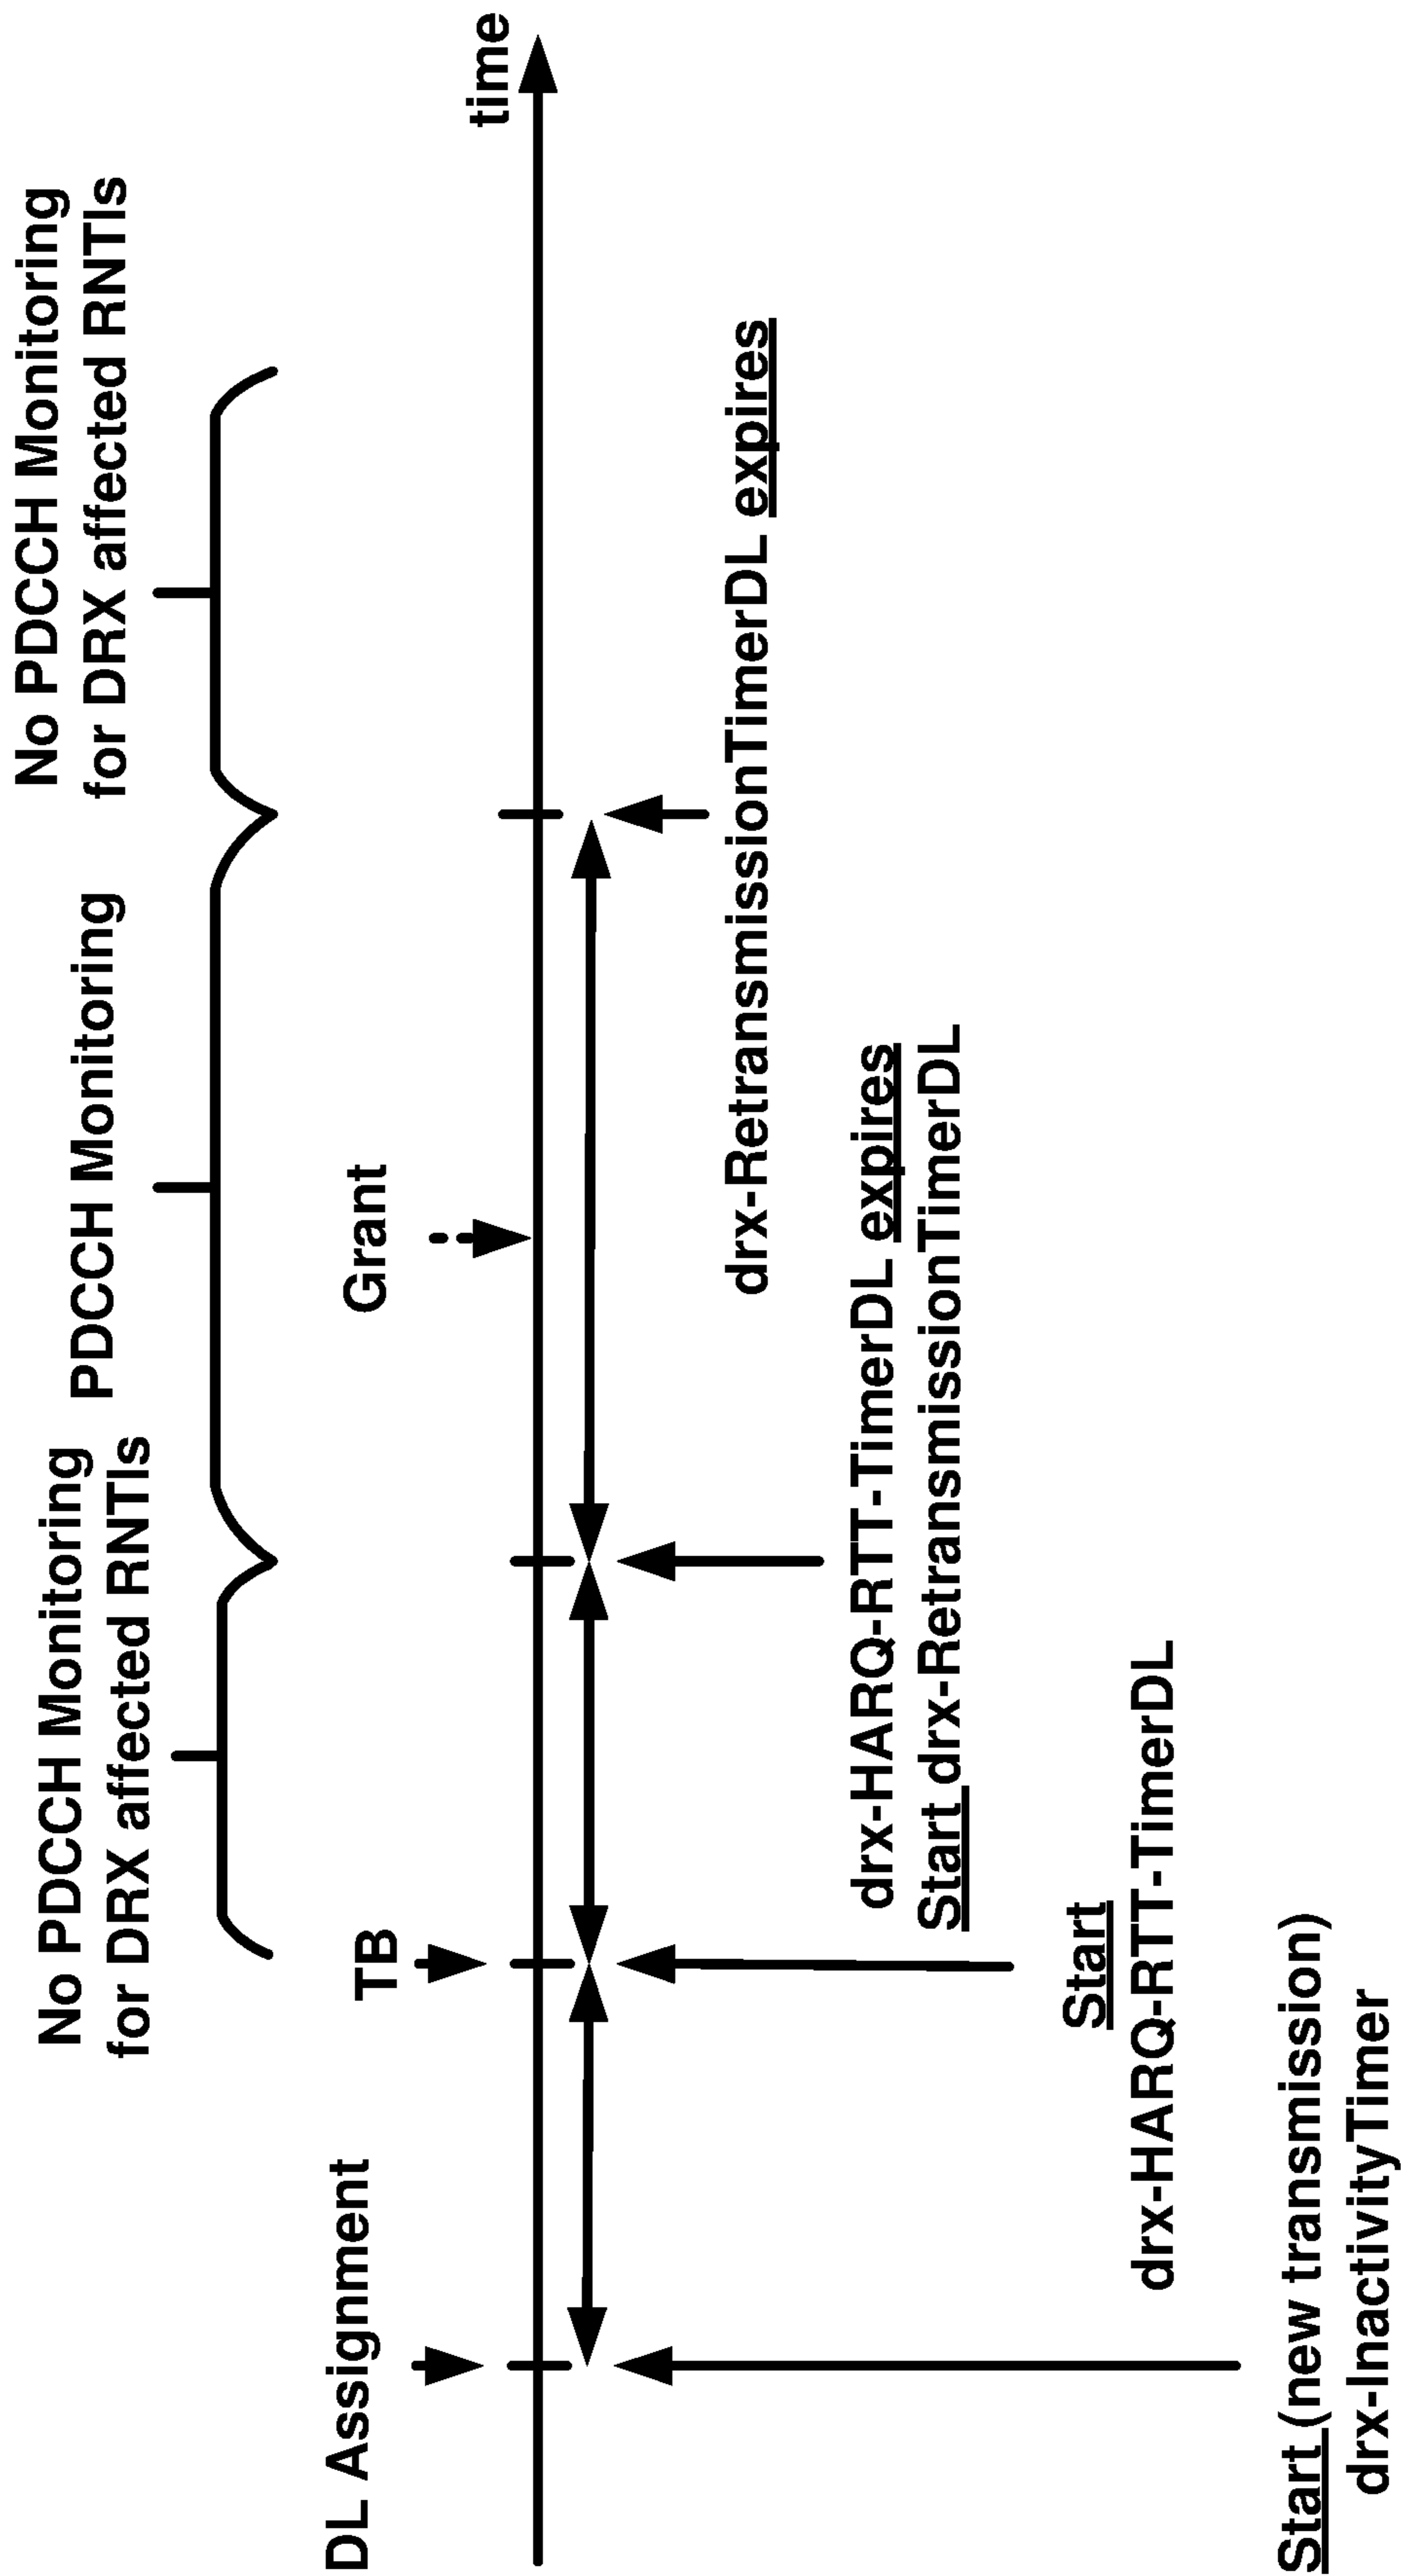 No PDCCH Monitoring
for DRX affected RNTIs
PDCCH Monitoring
No PDCCH Monitoring
for DRX affected RNTIs
DL Assignment
TB
Grant
time
drx-RetransmissionTimerDL expires
drx-HARQ-RTT-TimerDL expires
Start drx-RetransmissionTimerDL
Start
drx-HARQ-RTT-TimerDL
Start (new transmission)
drx-InactivityTimer